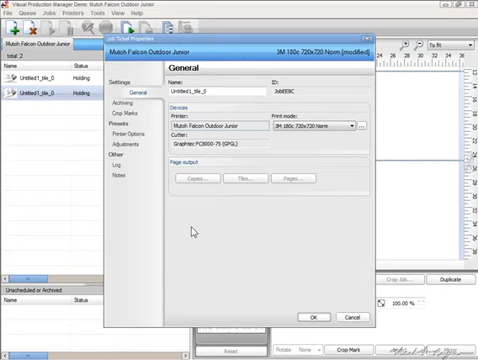 Visual Production Manager Demo: Mutoh Falcon Outdoor Junior
Queue Jobs Printers Tools View Help
Mutoh Falcon Outdoor Junior
total: 2
Name Status
Untitled1_tile_0 Holding
Untitled1_tile_0 Holding
Unscheduled or Archived
Name Status
Job Ticket Properties
Mutoh Falcon Outdoor Junior 3M 180c 720x720 Norm [modified]
Settings
General
Archiving
Crop Marks
Presets
Printer Options
Adjustments
Other
Log
Notes
General
Name: ID:
Untitled1_tile_0
Devices
Printer: Print mode:
Mutoh Falcon Outdoor Junior 3M 180c 720x720 Norm ...
Cutter:
Graphtec FC8000-75 (GPGL)
Page output
Copies... Tiles... Pages...
OK Cancel
To fit
Crop Job... Duplicate
100.00 %
Reset
Rotate None Crop Mark